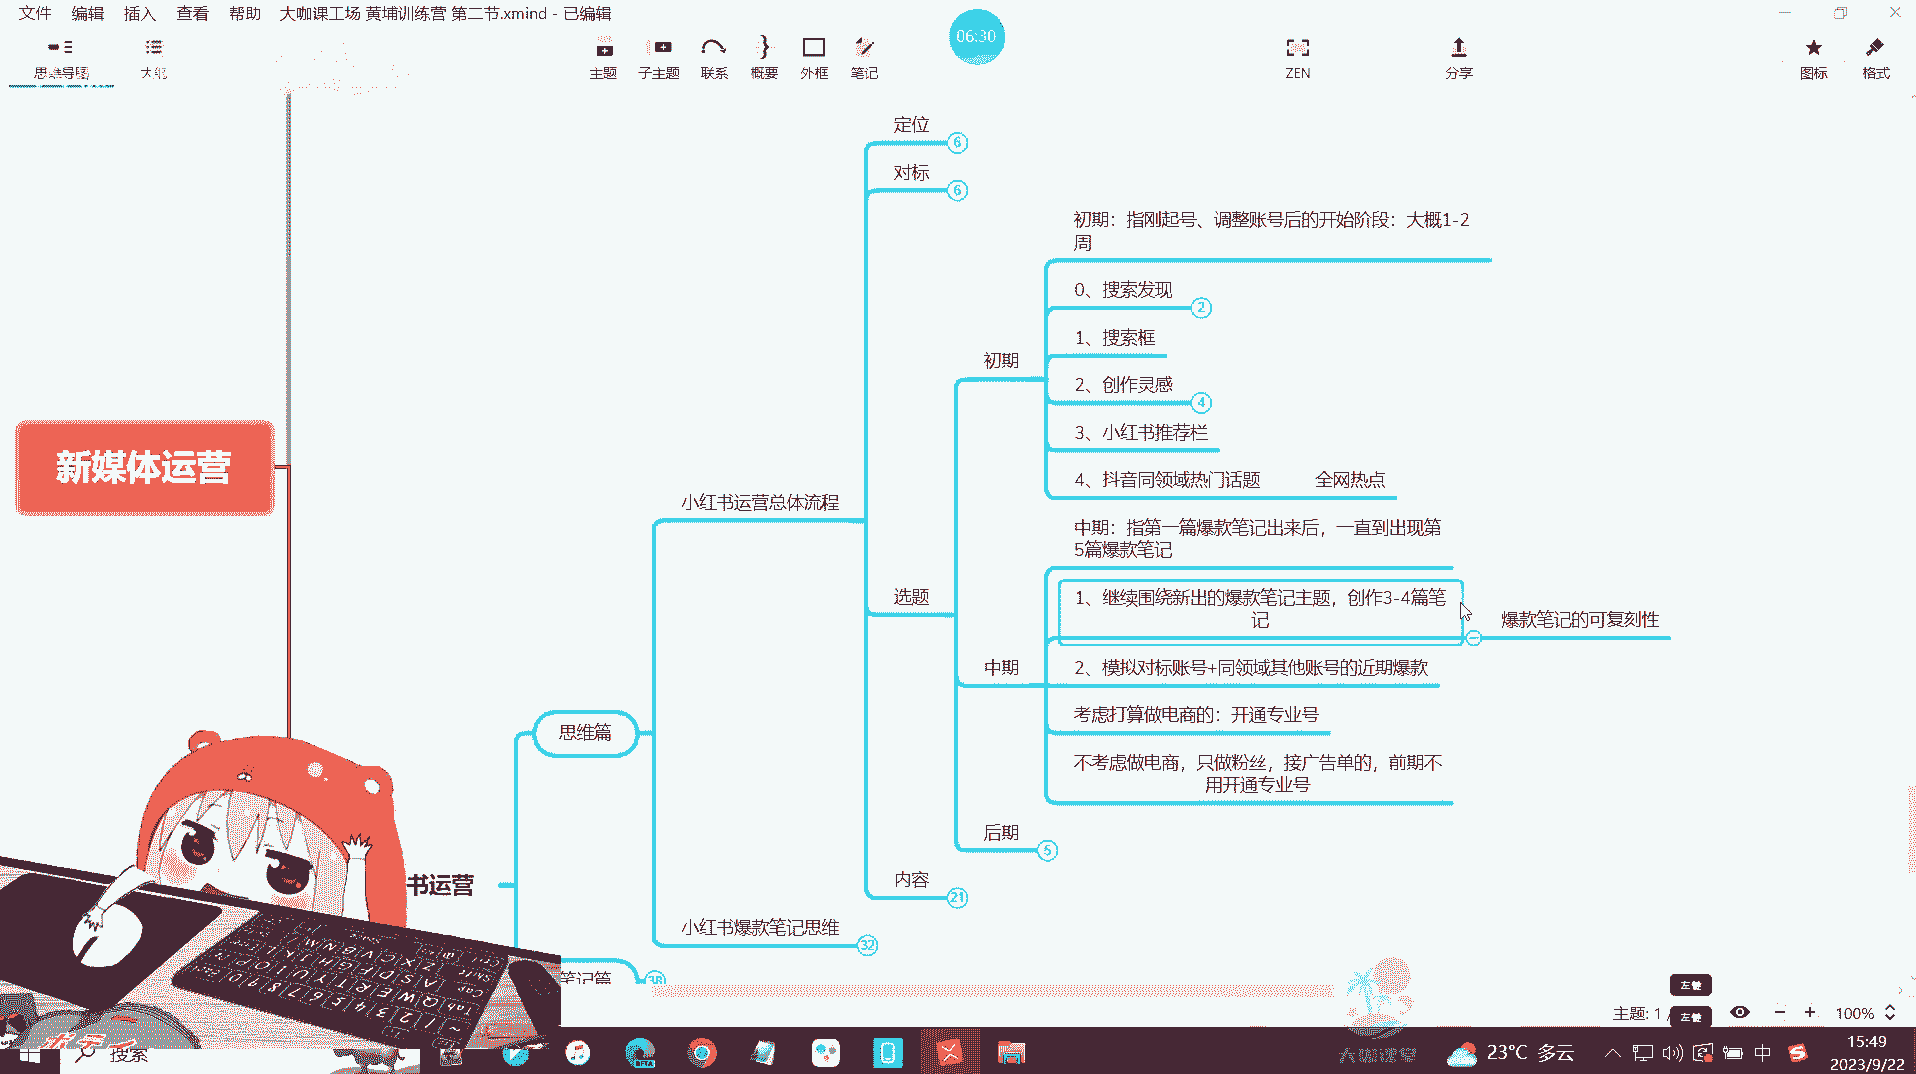 文件 编辑 插入 查看 帮助 大咖课工场 黄埔训练营 第二节.xmind - 已编辑
06:30
思维导图 大纲 主题 子主题 联系 概要 外框 笔记 ZEN 分享 图标 格式
定位 6
对标 6
初期：指刚起号、调整账号后的开始阶段：大概1-2
周
0、搜索发现 2
1、搜索框
初期
2、创作灵感 4
3、小红书推荐栏
4、抖音同领域热门话题 全网热点
新媒体运营
小红书运营总体流程
中期：指第一篇爆款笔记出来后，一直到出现第
5篇爆款笔记
选题
1、继续围绕新出的爆款笔记主题，创作3-4篇笔
记
爆款笔记的可复刻性
中期
2、模拟对标账号+同领域其他账号的近期爆款
考虑打算做电商的：开通专业号
思维篇
不考虑做电商，只做粉丝，接广告单的，前期不
用开通专业号
后期 5
书运营
内容 21
小红书爆款笔记思维 32
笔记篇 38
左键
主题: 1 / 左键 100%
搜索
大咖课堂
23°C 多云
中
15:49
2023/9/22